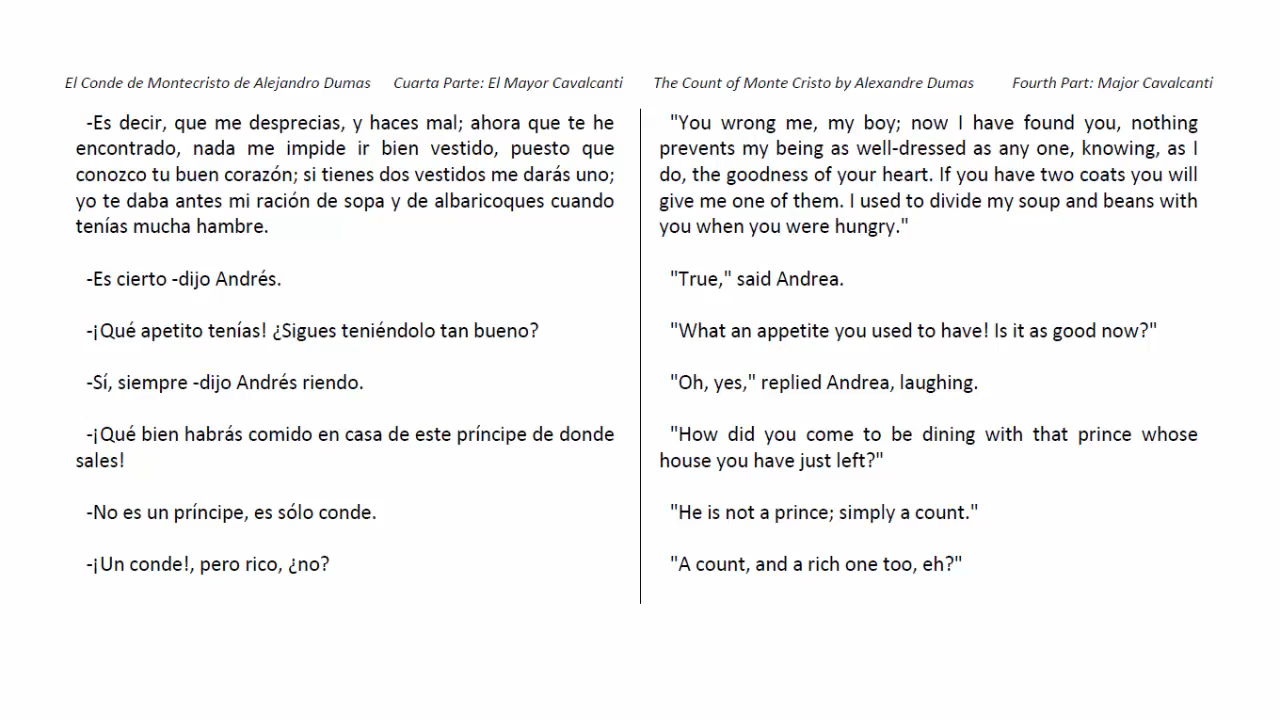 El Conde de Montecristo de Alejandro Dumas Cuarta Parte: El Mayor Cavalcanti
-Es decir, que me desprecias, y haces mal; ahora que te he
encontrado, nada me impide ir bien vestido, puesto que
conozco tu buen corazón; si tienes dos vestidos me darás uno;
yo te daba antes mi ración de sopa y de albaricoques cuando
tenías mucha hambre.
-Es cierto -dijo Andrés.
-¡Qué apetito tenías! ¿Sigues teniéndolo tan bueno?
-Sí, siempre -dijo Andrés riendo.
-¡Qué bien habrás comido en casa de este príncipe de donde
sales!
-No es un príncipe, es sólo conde.
-¡Un conde!, pero rico, ¿no?
The Count of Monte Cristo by Alexandre Dumas Fourth Part: Major Cavalcanti
"You wrong me, my boy; now I have found you, nothing
prevents my being as well-dressed as any one, knowing, as I
do, the goodness of your heart. If you have two coats you will
give me one of them. I used to divide my soup and beans with
you when you were hungry."
"True," said Andrea.
"What an appetite you used to have! Is it as good now?"
"Oh, yes," replied Andrea, laughing.
"How did you come to be dining with that prince whose
house you have just left?"
"He is not a prince; simply a count."
"A count, and a rich one too, eh?"